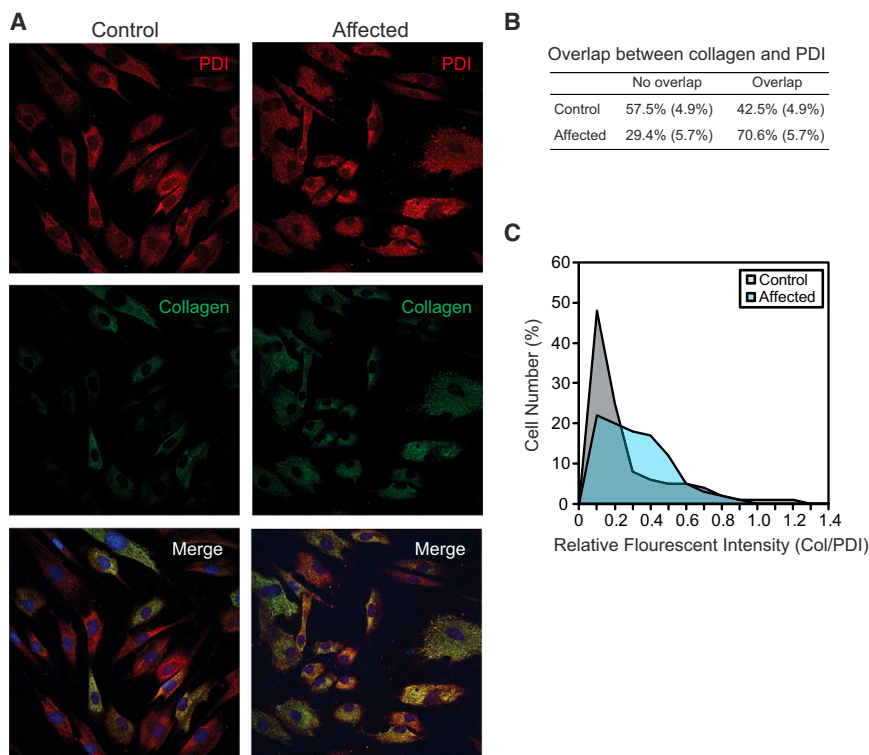 A
Control
Affected
PDI
PDI
Collagen
Collagen
Merge
Merge
B
Overlap between collagen and PDI
No overlap Overlap
Control 57.5% (4.9%) 42.5% (4.9%)
Affected 29.4% (5.7%) 70.6% (5.7%)
C
60
50
40
30
20
10
0
Cell Number (%)
Control
Affected
0 0.2 0.4 0.6 0.8 1.0 1.2 1.4
Relative Flourescent Intensity (Col/PDI)